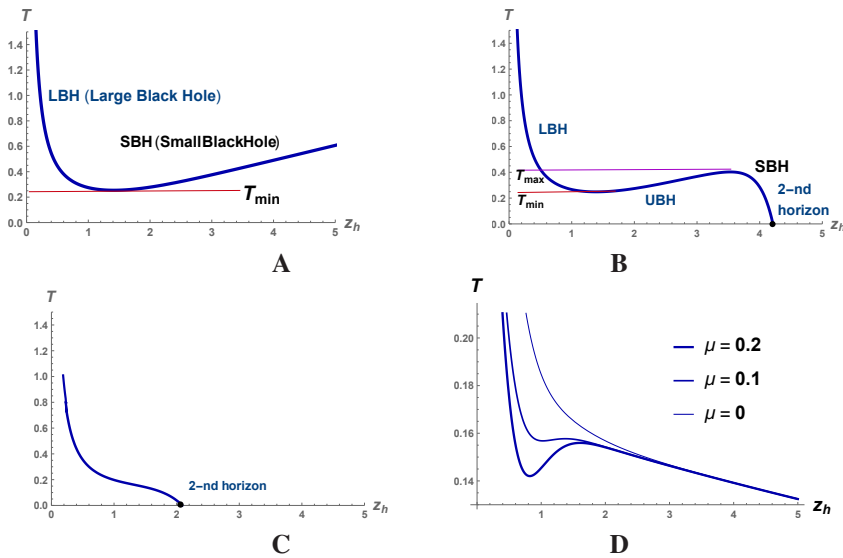 T
1.4
1.2
1.0
0.8
0.6
0.4
0.2
0.0
0
1
2
3
4
5
z_h
LBH (Large Black Hole)
SBH (SmallBlackHole)
T_min
A
T
1.4
1.2
1.0
0.8
0.6
0.4
0.2
0.0
0
1
2
3
4
5
z_h
LBH
T_max
T_min
UBH
SBH
2-nd
horizon
B
T
1.4
1.2
1.0
0.8
0.6
0.4
0.2
0.0
0
1
2
3
4
5
z_h
2-nd horizon
C
T
0.20
0.18
0.16
0.14
1
2
3
4
5
z_h
μ = 0.2
μ = 0.1
μ = 0
D